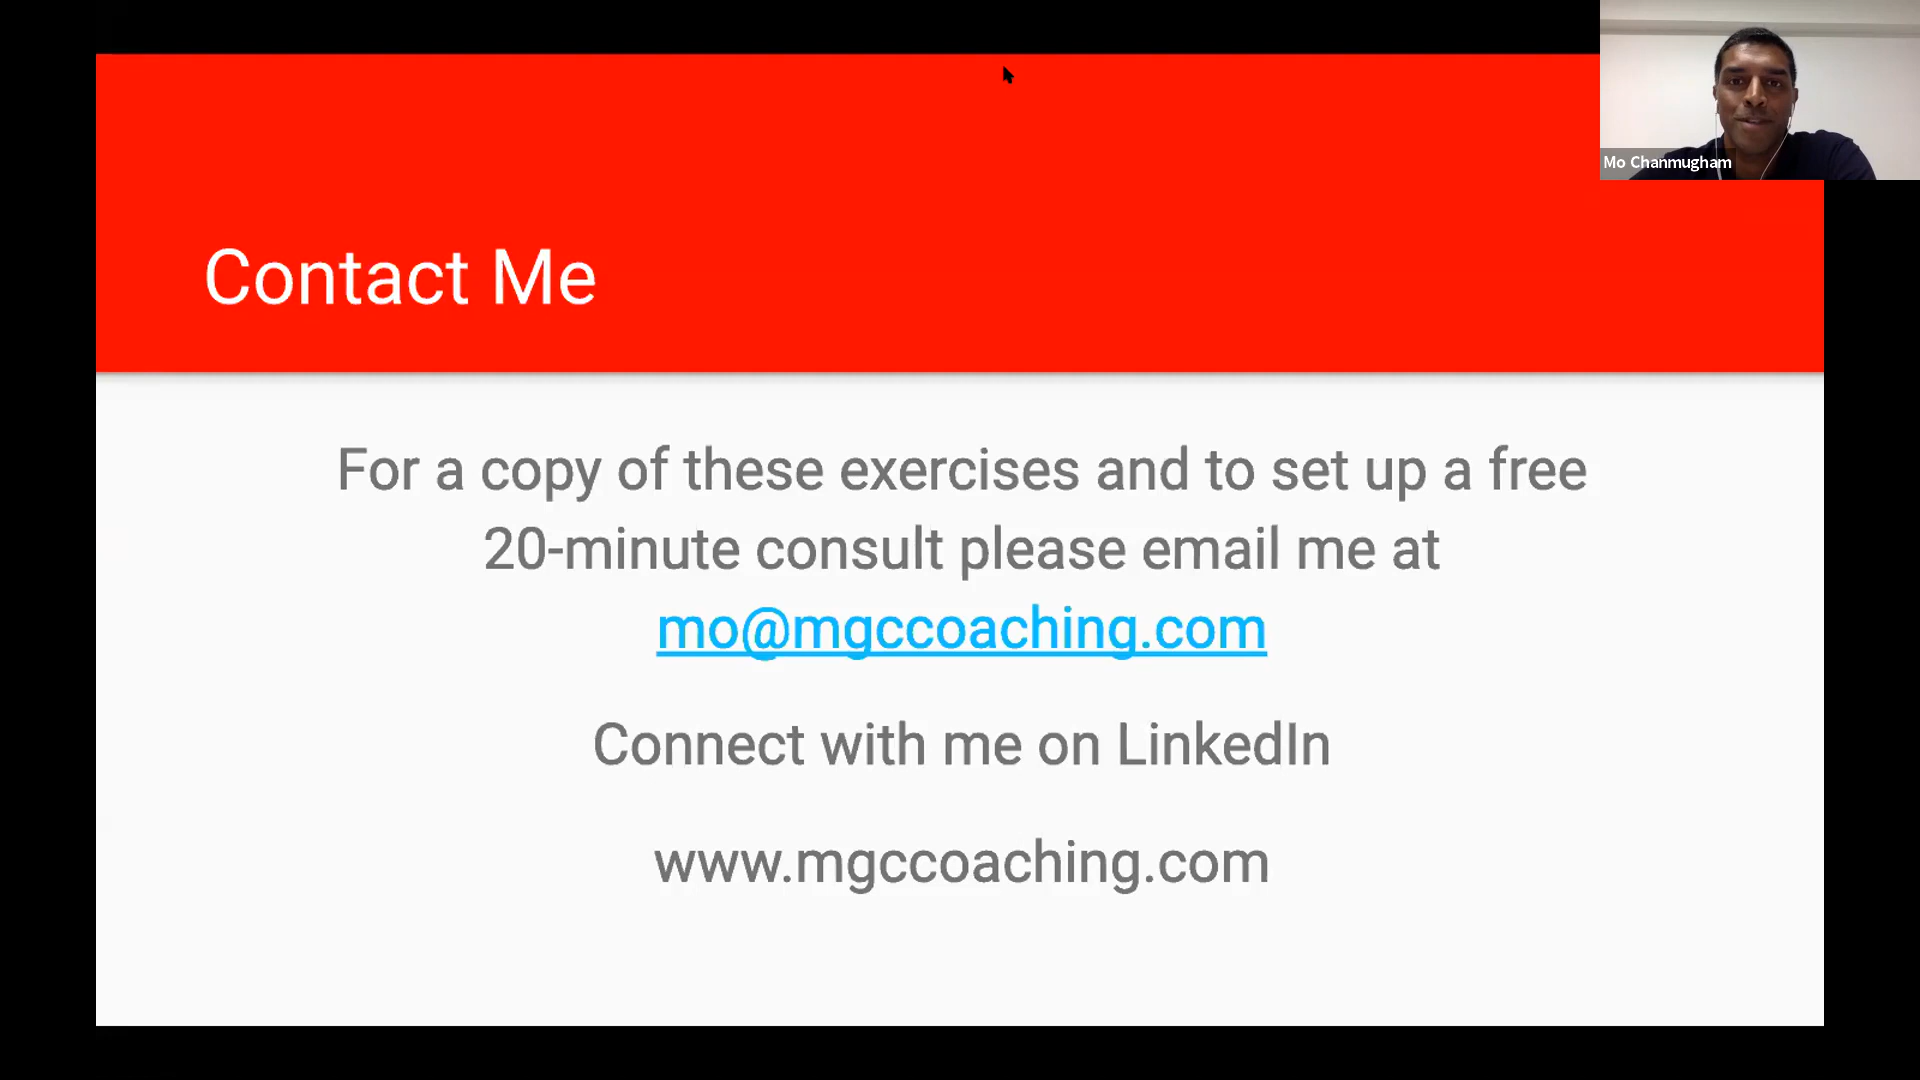 Mo Chanmugham
Contact Me
For a copy of these exercises and to set up a free
20-minute consult please email me at
mo@mgccoaching.com
Connect with me on LinkedIn
www.mgccoaching.com